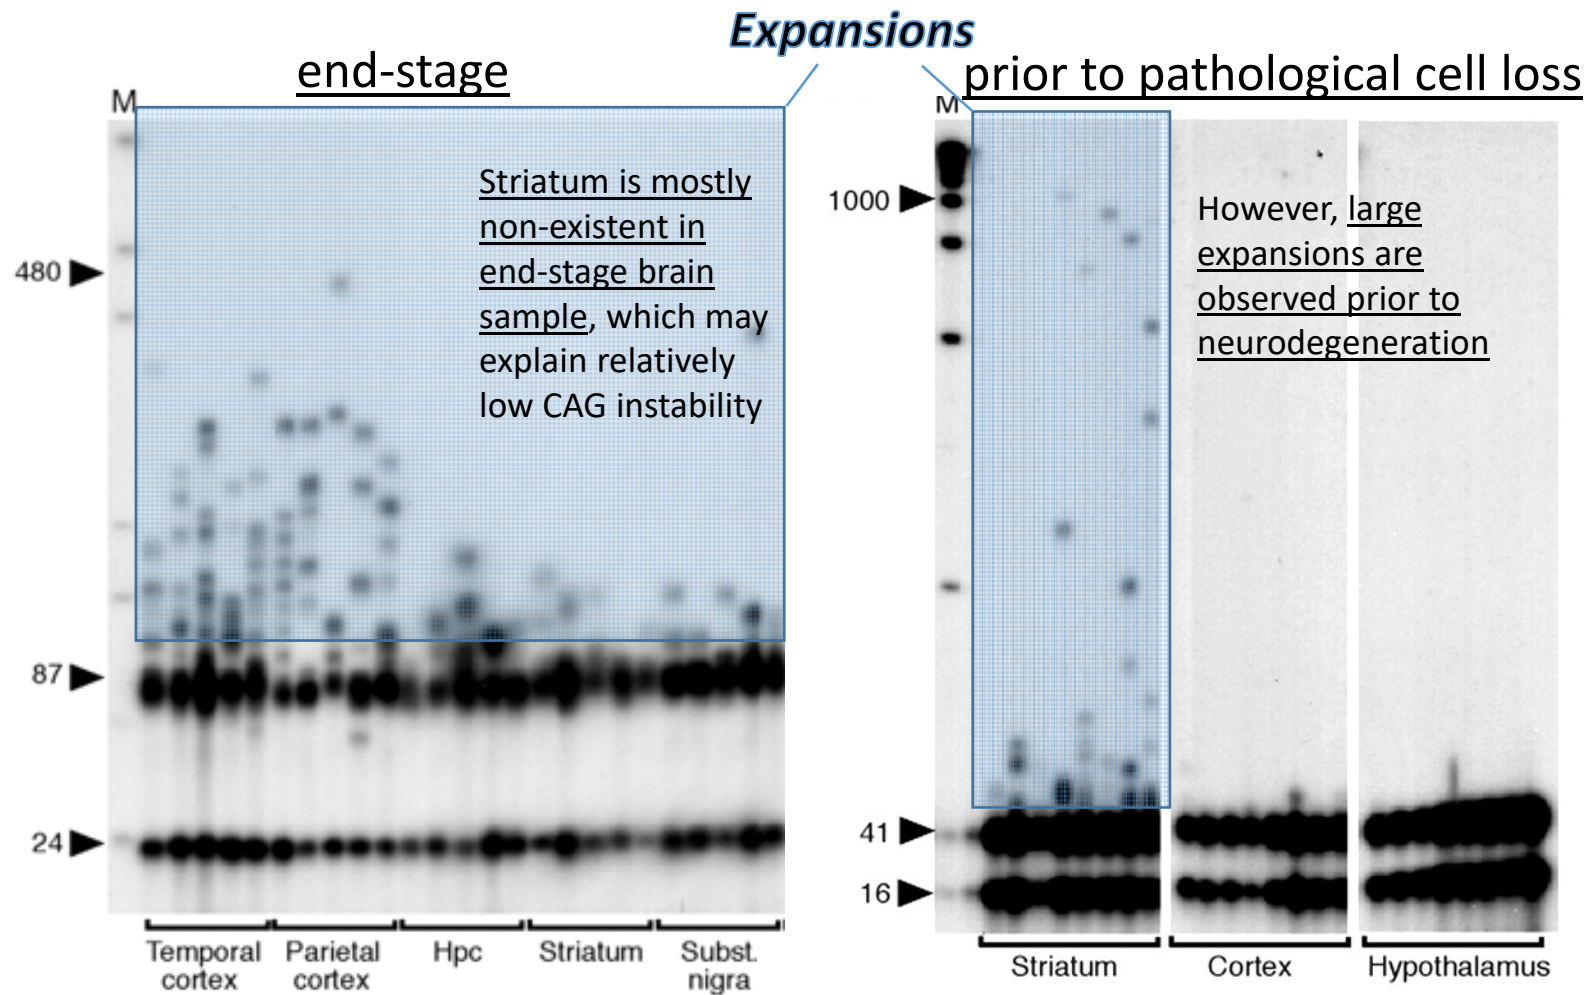 Expansions
end-stage
M
480
87
24
Striatum is mostly
non-existent in
end-stage brain
sample, which may
explain relatively
low CAG instability
Temporal
cortex
Parietal
cortex
Hpc
Striatum
Subst.
nigra
prior to pathological cell loss
M
1000
41
16
However, large
expansions are
observed prior to
neurodegeneration
Striatum
Cortex
Hypothalamus